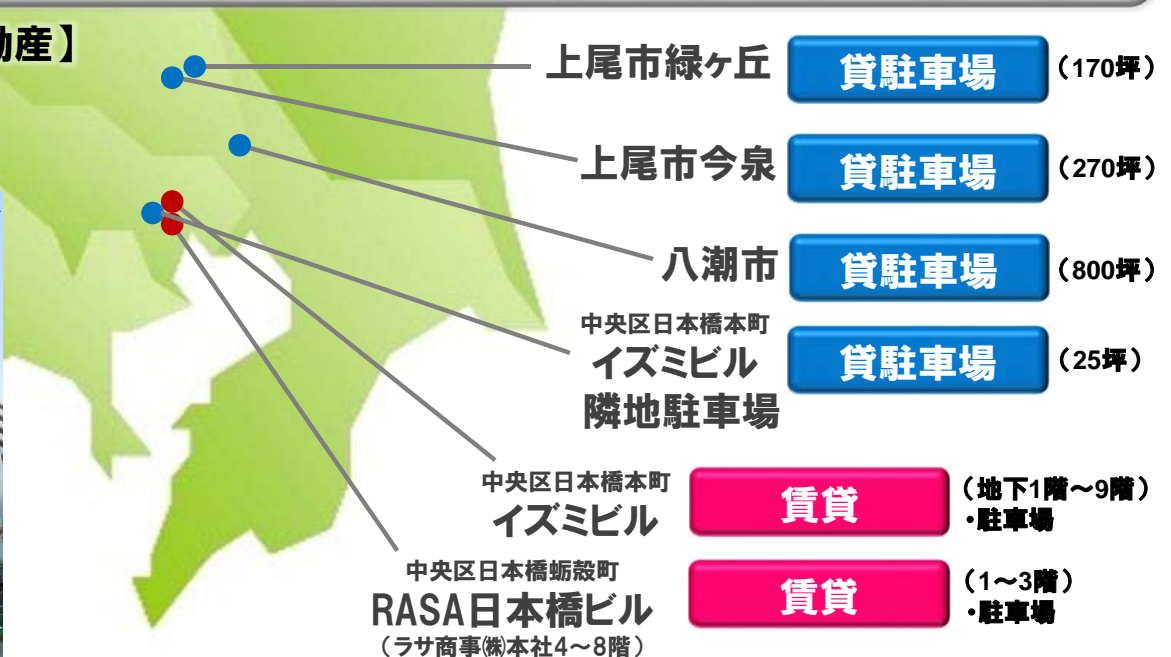 動産】
上尾市緑ヶ丘 貸駐車場 （170坪）
上尾市今泉 貸駐車場 （270坪）
八潮市 貸駐車場 （800坪）
中央区日本橋本町
イズミビル 貸駐車場 （25坪）
隣地駐車場
中央区日本橋本町
イズミビル 賃貸 （地下1階～9階）
・駐車場
中央区日本橋蛎殻町
RASA日本橋ビル 賃貸 （1～3階）
・駐車場
（ラサ商事㈱本社4～8階）